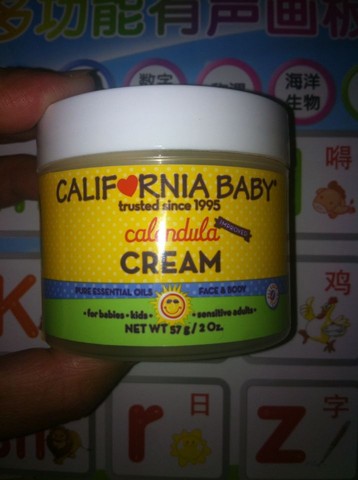 多功能有声画板
数字
海洋
生物
嘚
CALIFORNIA BABY®
trusted since 1995
calendula
CREAM
PURE ESSENTIAL OILS FACE & BODY
• for babies • kids • sensitive adults •
NET WT 57 g / 2 Oz.
鸡
K
r 日
z 字